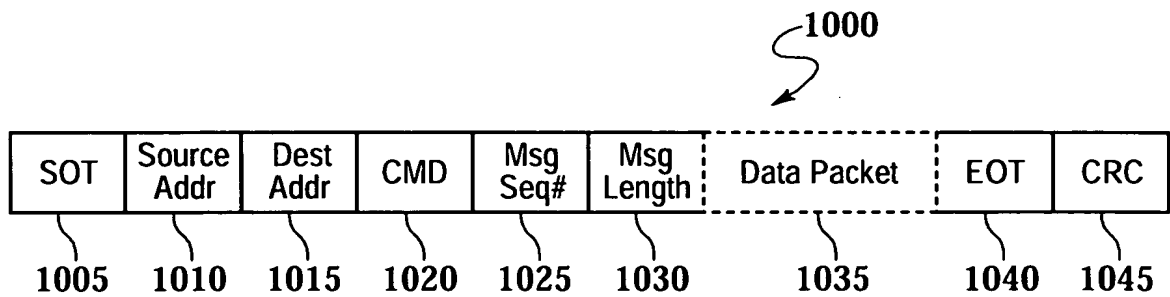 1000
SOT
Source
Addr
Dest
Addr
CMD
Msg
Seq#
Msg
Length
Data Packet
EOT
CRC
1005 1010 1015 1020 1025 1030 1035 1040 1045